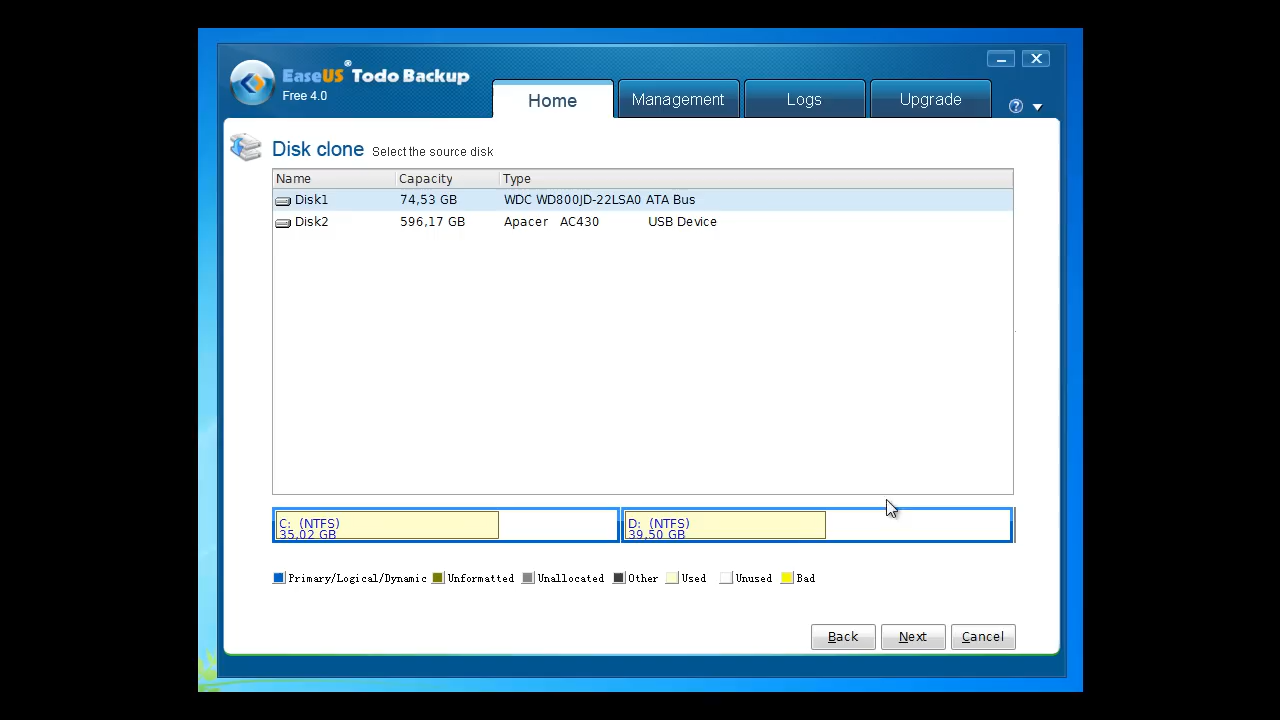 EaseUS® Todo Backup
Free 4.0
Home Management Logs Upgrade ?
Disk clone Select the source disk
Name Capacity Type
Disk1 74,53 GB WDC WD800JD-22LSA0 ATA Bus
Disk2 596,17 GB Apacer AC430 USB Device
C: (NTFS) D: (NTFS)
35,02 GB 39,50 GB
Primary/Logical/Dynamic Unformatted Unallocated Other Used Unused Bad
Back Next Cancel